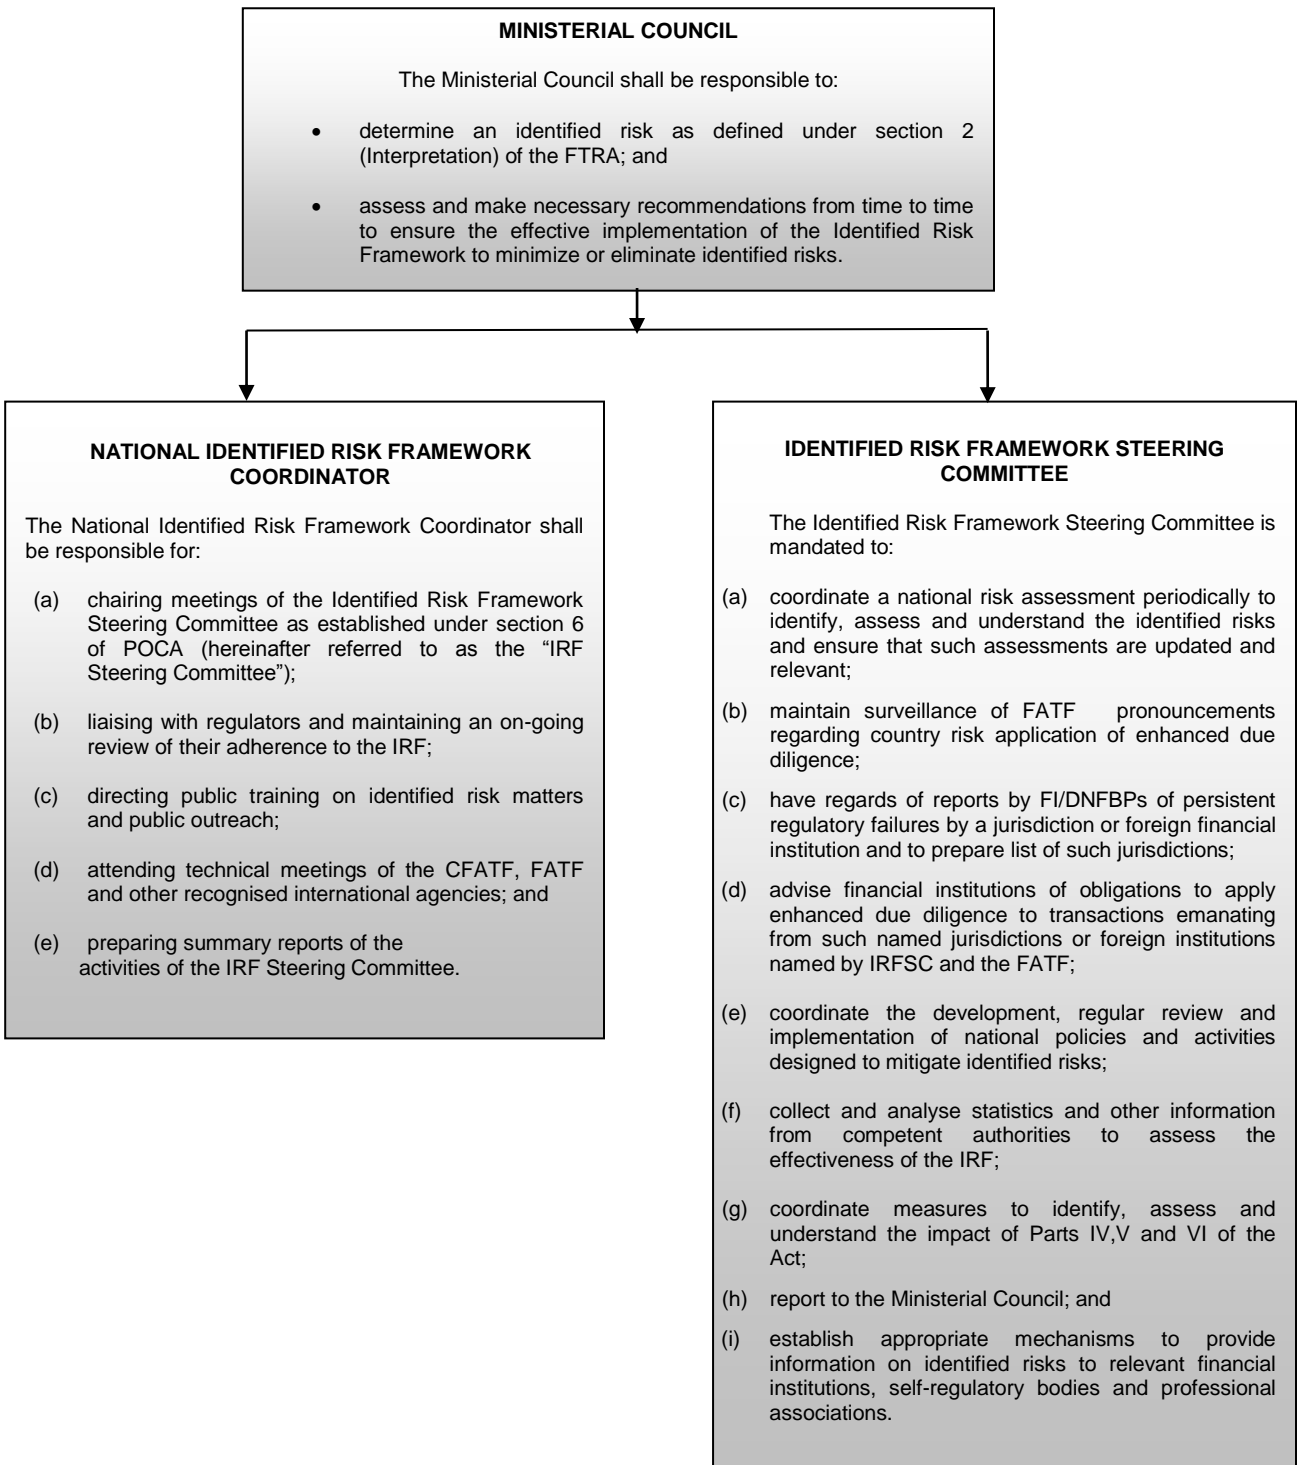 MINISTERIAL COUNCIL
The Ministerial Council shall be responsible to:
• determine an identified risk as defined under section 2
(Interpretation) of the FTRA; and
• assess and make necessary recommendations from time to time
to ensure the effective implementation of the Identified Risk
Framework to minimize or eliminate identified risks.
NATIONAL IDENTIFIED RISK FRAMEWORK
COORDINATOR
The National Identified Risk Framework Coordinator shall
be responsible for:
(a) chairing meetings of the Identified Risk Framework
Steering Committee as established under section 6
of POCA (hereinafter referred to as the “IRF
Steering Committee”);
(b) liaising with regulators and maintaining an on-going
review of their adherence to the IRF;
(c) directing public training on identified risk matters
and public outreach;
(d) attending technical meetings of the CFATF, FATF
and other recognised international agencies; and
(e) preparing summary reports of the
activities of the IRF Steering Committee.
IDENTIFIED RISK FRAMEWORK STEERING
COMMITTEE
The Identified Risk Framework Steering Committee is
mandated to:
(a) coordinate a national risk assessment periodically to
identify, assess and understand the identified risks
and ensure that such assessments are updated and
relevant;
(b) maintain surveillance of FATF pronouncements
regarding country risk application of enhanced due
diligence;
(c) have regards of reports by FI/DNFBPs of persistent
regulatory failures by a jurisdiction or foreign financial
institution and to prepare list of such jurisdictions;
(d) advise financial institutions of obligations to apply
enhanced due diligence to transactions emanating
from such named jurisdictions or foreign institutions
named by IRFSC and the FATF;
(e) coordinate the development, regular review and
implementation of national policies and activities
designed to mitigate identified risks;
(f) collect and analyse statistics and other information
from competent authorities to assess the
effectiveness of the IRF;
(g) coordinate measures to identify, assess and
understand the impact of Parts IV,V and VI of the
Act;
(h) report to the Ministerial Council; and
(i) establish appropriate mechanisms to provide
information on identified risks to relevant financial
institutions, self-regulatory bodies and professional
associations.